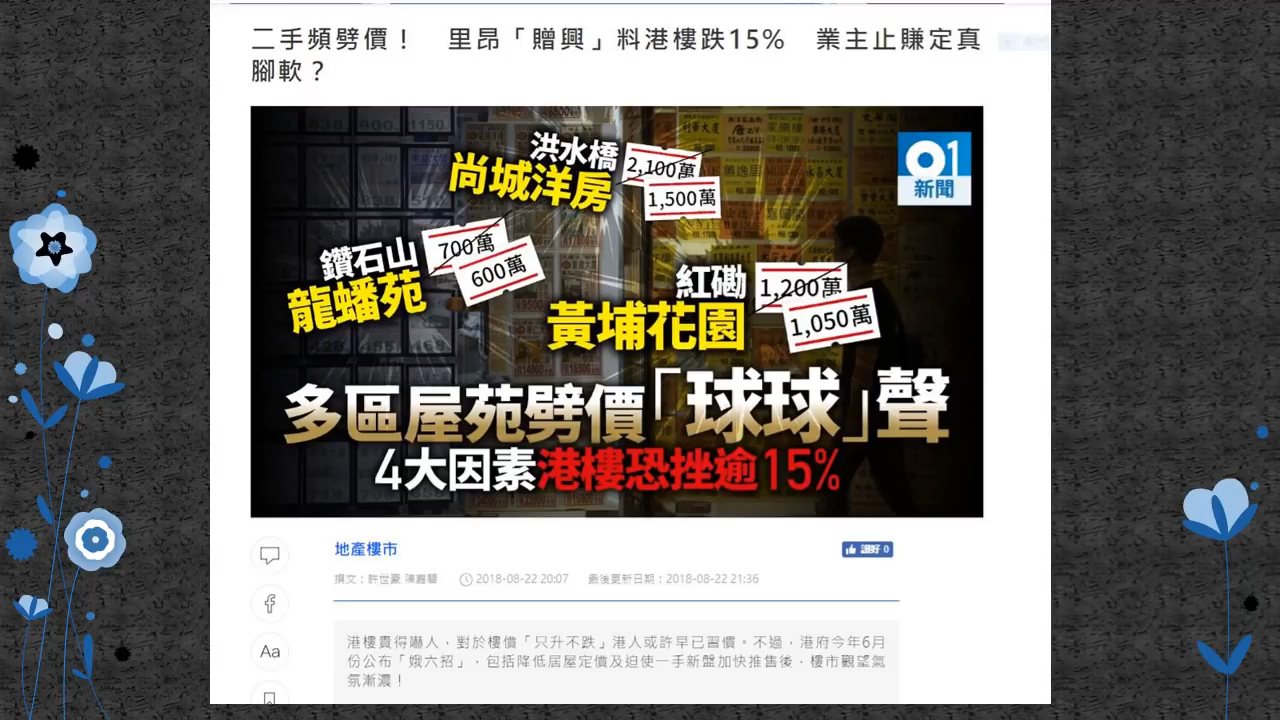 二手頻劈價！　里昂「贈興」料港樓跌15%　業主止賺定真
腳軟？
洪水橋
尚城洋房
2,100萬
1,500萬
01
新聞
鑽石山
龍蟠苑
700萬
600萬
紅磡
黃埔花園
1,200萬
1,050萬
多區屋苑劈價「球球」聲
4大因素港樓恐挫逾15%
地產樓市
讚好 0
撰文：許世豪 陳嘉碧
2018-08-22 20:07
最後更新日期：2018-08-22 21:36
Aa
港樓貴得嚇人，對於樓價「只升不跌」港人或許早已習慣。不過，港府今年6月
份公布「娥六招」，包括降低居屋定價及迫使一手新盤加快推售後，樓市觀望氣
氛漸濃！